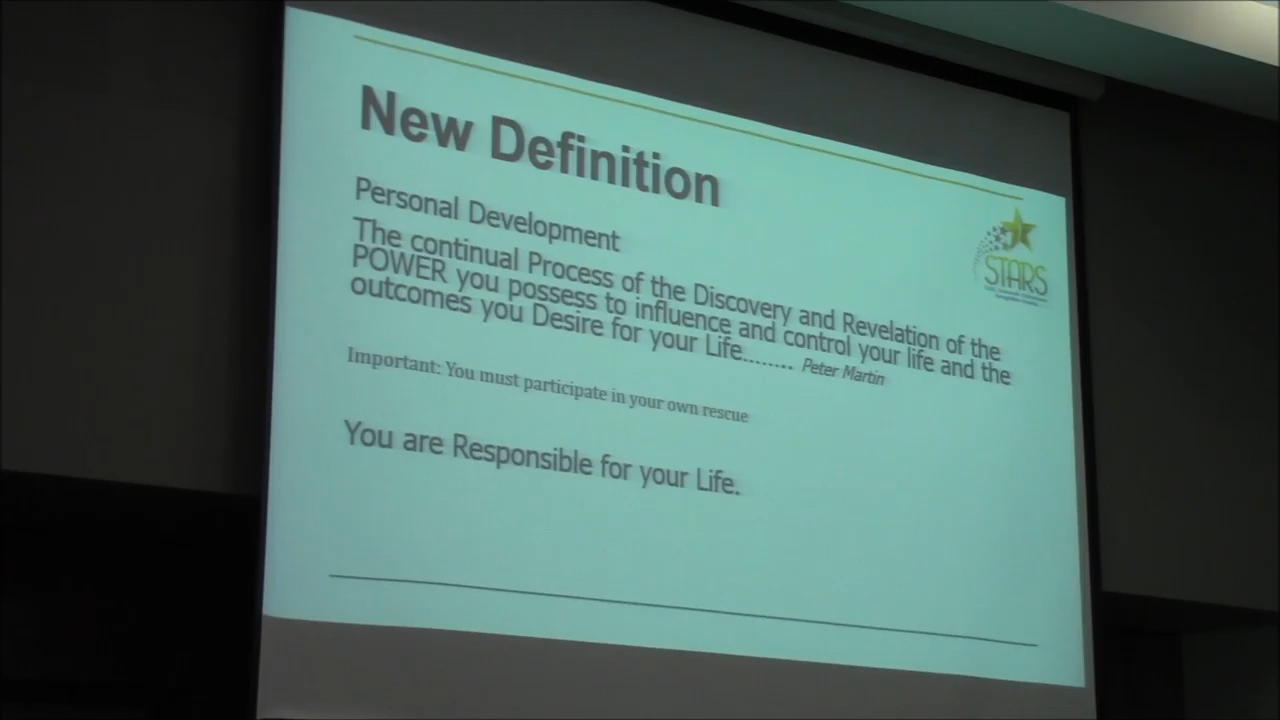 New Definition
Personal Development
The continual Process of the Discovery and Revelation of the
POWER you possess to influence and control your life and the
outcomes you Desire for your Life........ Peter Martin
Important: You must participate in your own rescue
You are Responsible for your Life.
STARS